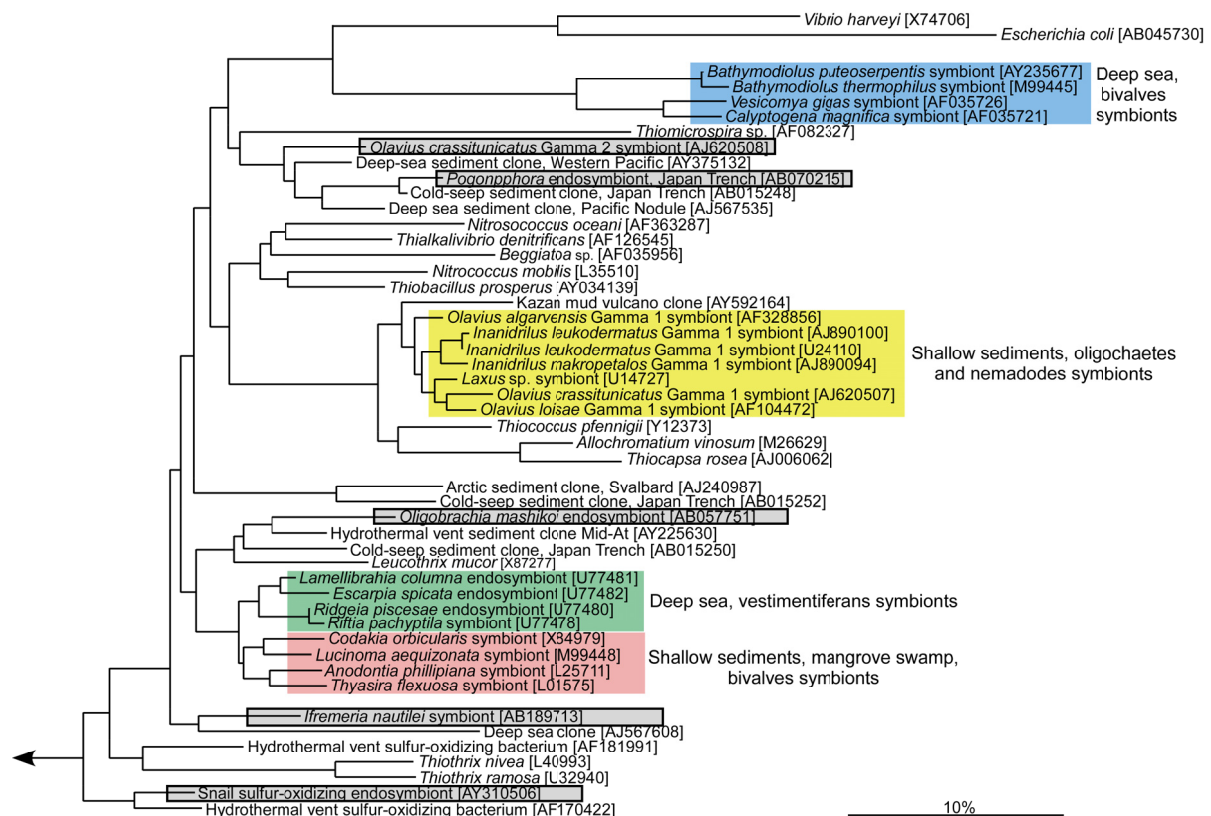 Vibrio harveyi [X74706]
Escherichia coli [AB045730]
Bathymodiolus puteoserpentis symbiont [AY235677]
Bathymodiolus thermophilus symbiont [M99445]
Vesicomya gigas symbiont [AF035726]
Calyptogena magnifica symbiont [AF035721]
Deep sea,
bivalves
symbionts
Thiomicrospira sp. [AF082327]
Olavius crassitunicatus Gamma 2 symbiont [AJ620508]
Deep-sea sediment clone, Western Pacific [AY375132]
Pogonpphora endosymbiont, Japan Trench [AB070215]
Cold-seep sediment clone, Japan Trench [AB015248]
Deep sea sediment clone, Pacific Nodule [AJ567535]
Nitrosococcus oceani [AF363287]
Thialkalivibrio denitrificans [AF126545]
Beggiatoa sp. [AF035956]
Nitrococcus mobilis [L35510]
Thiobacillus prosperus [AY034139]
Kazan mud vulcano clone [AY592164]
Olavius algarvensis Gamma 1 symbiont [AF328856]
Inanidrilus leukodermatus Gamma 1 symbiont [AJ890100]
Inanidrilus leukodermatus Gamma 1 symbiont [U24110]
Inanidrilus makropetalos Gamma 1 symbiont [AJ890094]
Laxus sp. symbiont [U14727]
Olavius crassitunicatus Gamma 1 symbiont [AJ620507]
Olavius loisae Gamma 1 symbiont [AF104472]
Shallow sediments, oligochaetes
and nemadodes symbionts
Thiococcus pfennigii [Y12373]
Allochromatium vinosum [M26629]
Thiocapsa rosea [AJ006062]
Arctic sediment clone, Svalbard [AJ240987]
Cold-seep sediment clone, Japan Trench [AB015252]
Oligobrachia mashikoi endosymbiont [AB057751]
Hydrothermal vent sediment clone Mid-At [AY225630]
Cold-seep sediment clone, Japan Trench [AB015250]
Leucothrix mucor [X87277]
Lamellibrahia columna endosymbiont [U77481]
Escarpia spicata endosymbiont [U77482]
Ridgeia piscesae endosymbiont [U77480]
Riftia pachyptila symbiont [U77478]
Deep sea, vestimentiferans symbionts
Codakia orbicularis symbiont [X84979]
Lucinoma aequizonata symbiont [M99448]
Anodontia phillipiana symbiont [L25711]
Thyasira flexuosa symbiont [L01575]
Shallow sediments, mangrove swamp,
bivalves symbionts
Ifremeria nautilei symbiont [AB189713]
Deep sea clone [AJ567608]
Hydrothermal vent sulfur-oxidizing bacterium [AF181991]
Thiothrix nivea [L40993]
Thiothrix ramosa [U32940]
Snail sulfur-oxidizing endosymbiont [AY310506]
Hydrothermal vent sulfur-oxidizing bacterium [AF170422]
10%